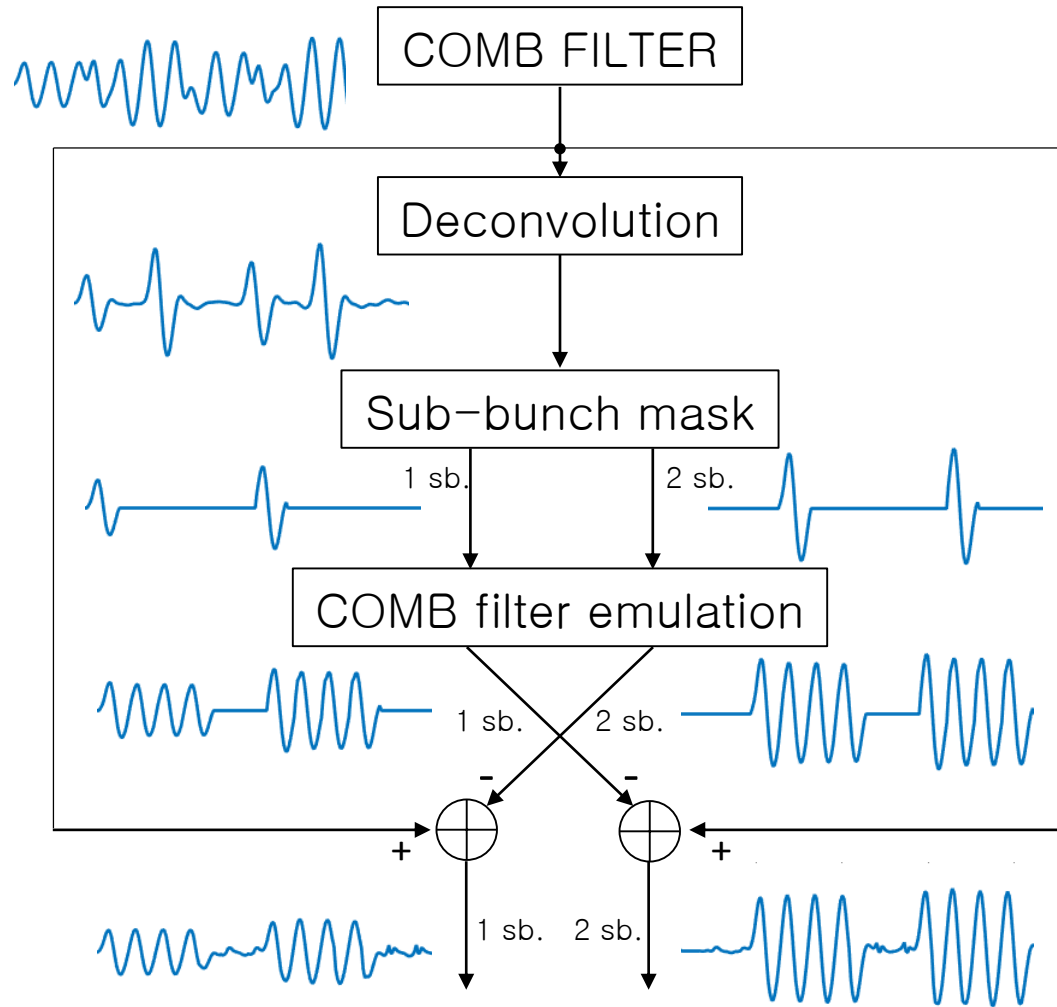 COMB FILTER
Deconvolution
Sub-bunch mask
1 sb.
2 sb.
COMB filter emulation
1 sb.
2 sb.
-
-
+
+
1 sb.
2 sb.